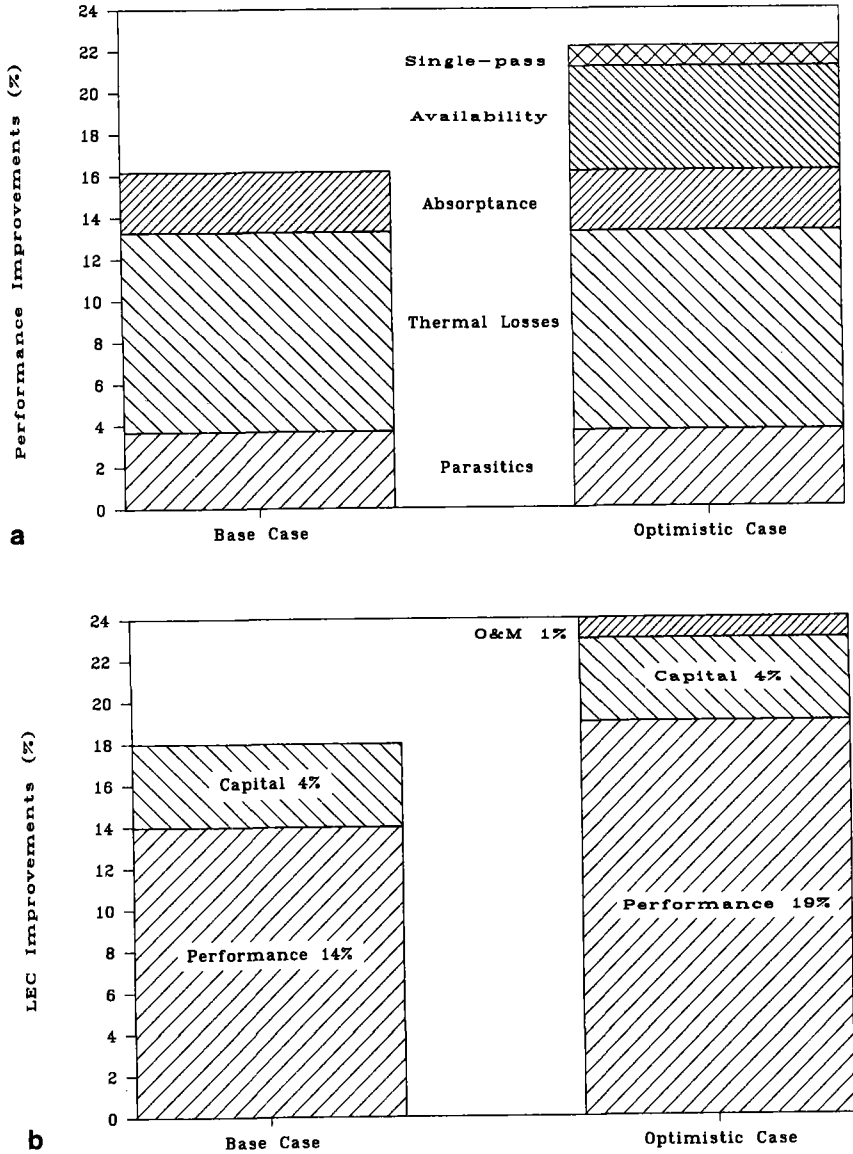 24
22
20
18
16
14
12
10
8
6
4
2
0
Performance Improvements (%)
Single-pass
Availability
Absorptance
Thermal Losses
Parasitics
Base Case
Optimistic Case
a
24
22
20
18
16
14
12
10
8
6
4
2
0
LEC Improvements (%)
O&M 1%
Capital 4%
Capital 4%
Performance 19%
Performance 14%
Base Case
Optimistic Case
b